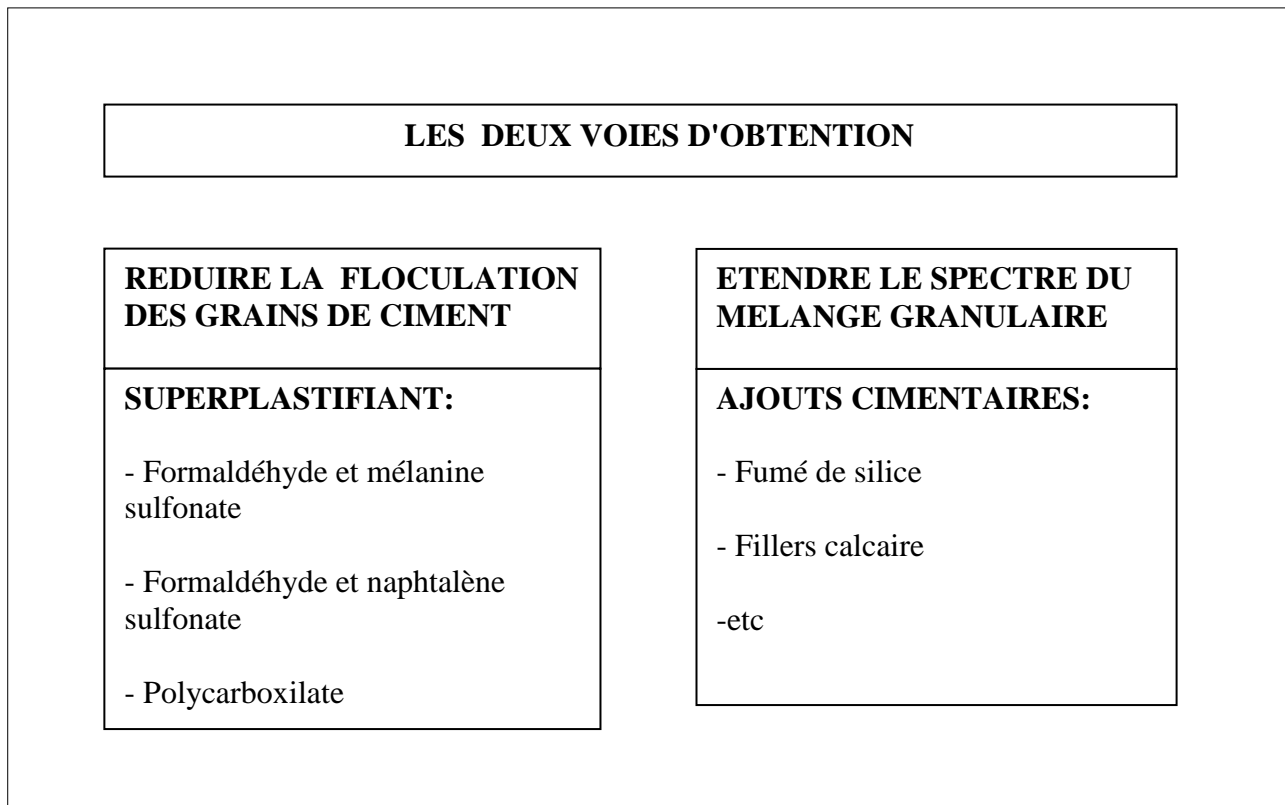 LES DEUX VOIES D'OBTENTION
REDUIRE LA FLOCULATION
DES GRAINS DE CIMENT
SUPERPLASTIFIANT:
- Formaldéhyde et mélanine
sulfonate
- Formaldéhyde et naphtalène
sulfonate
- Polycarboxilate
ETENDRE LE SPECTRE DU
MELANGE GRANULAIRE
AJOUTS CIMENTAIRES:
- Fumé de silice
- Fillers calcaire
-etc